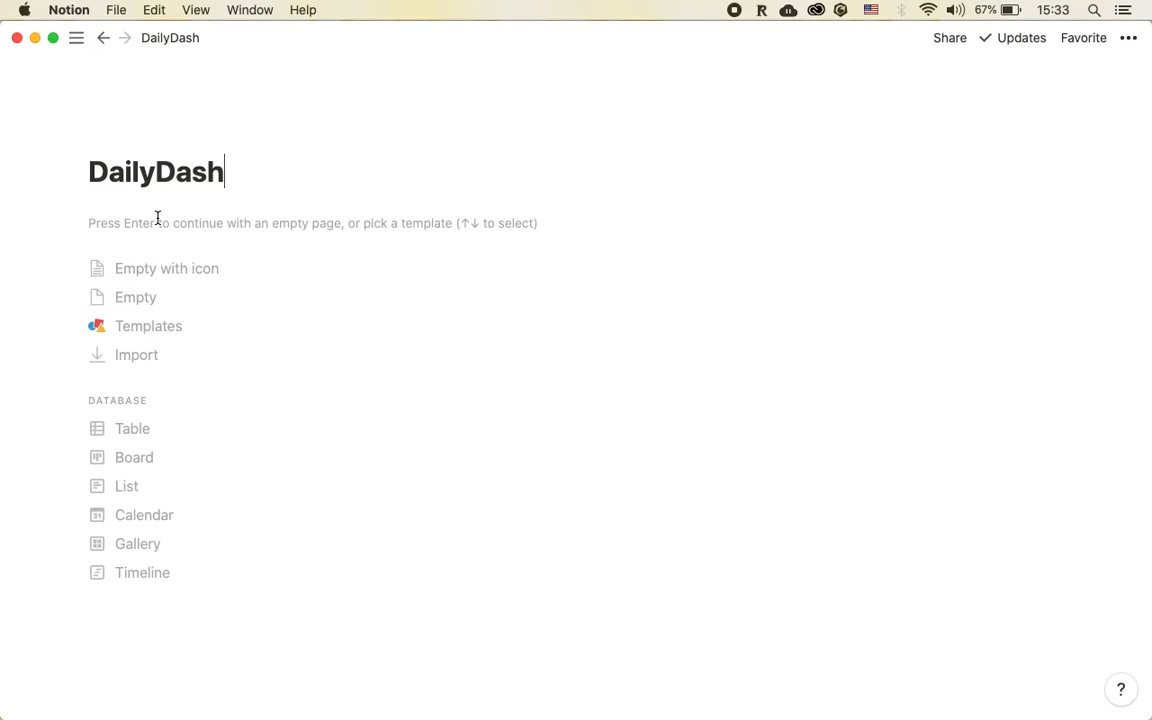 Notion File Edit View Window Help 67% 15:33
DailyDash Share Updates Favorite •••
DailyDash
Press Enter to continue with an empty page, or pick a template (↑↓ to select)
Empty with icon
Empty
Templates
Import
DATABASE
Table
Board
List
31 Calendar
Gallery
Timeline
?